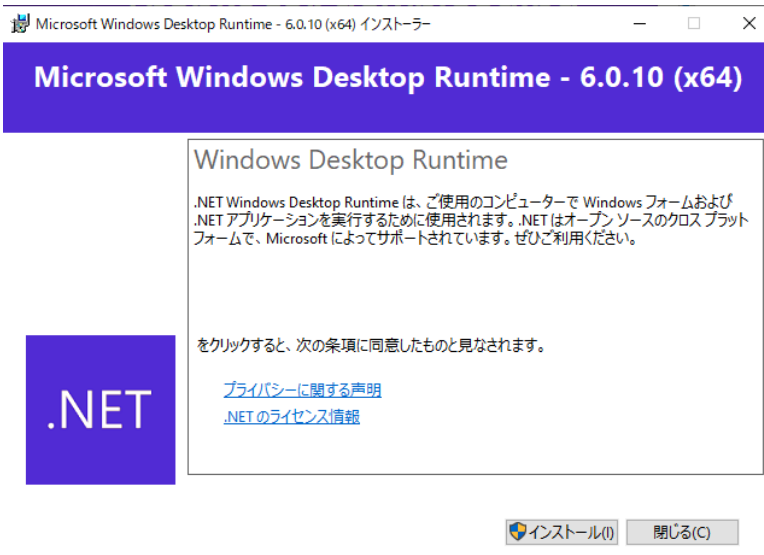 Microsoft Windows Desktop Runtime - 6.0.10 (x64) インストーラー
Microsoft Windows Desktop Runtime - 6.0.10 (x64)
Windows Desktop Runtime
.NET Windows Desktop Runtime は、ご使用のコンピューターで Windows フォームおよび
.NET アプリケーションを実行するために使用されます。.NET はオープン ソースのクロス プラット
フォームで、Microsoft によってサポートされています。ぜひご利用ください。
をクリックすると、次の条項に同意したものと見なされます。
プライバシーに関する声明
.NET のライセンス情報
.NET
インストール(I)
閉じる(C)